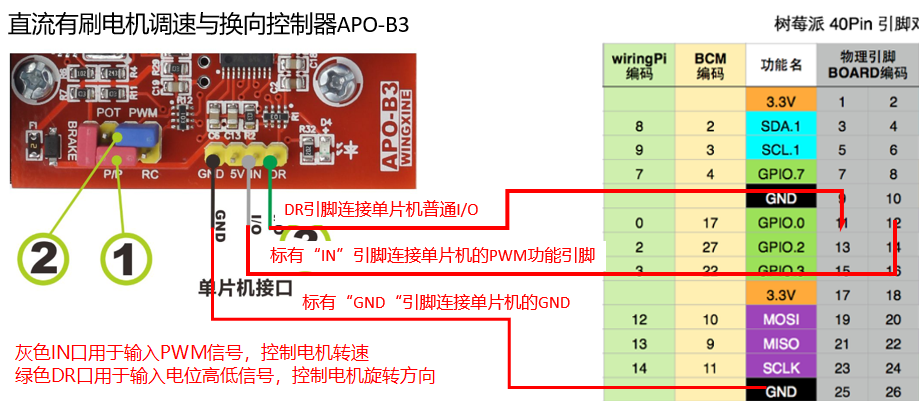 直流有刷电机调速与换向控制器APO-B3
树莓派 40Pin 引脚对
wiringPi
编码
BCM
编码
功能名
物理引脚
BOARD编码
3.3V 1 2
8 2 SDA.1 3 4
9 3 SCL.1 5 6
7 4 GPIO.7 7 8
GND 9 10
0 17 GPIO.0 11 12
2 27 GPIO.2 13 14
3 22 GPIO.3 15 16
3.3V 17 18
12 10 MOSI 19 20
13 9 MISO 21 22
14 11 SCLK 23 24
GND 25 26
R4
R1
R12
POT PWM
BRAKE
P/P RC
C6 C13 R2
R32
D4
GND 5V IN DR
APO-B3
WINGXINE
2
1
GND
I/O
DR引脚连接单片机普通I/O
标有“IN”引脚连接单片机的PWM功能引脚
单片机接口
标有“GND“引脚连接单片机的GND
灰色IN口用于输入PWM信号，控制电机转速
绿色DR口用于输入电位高低信号，控制电机旋转方向